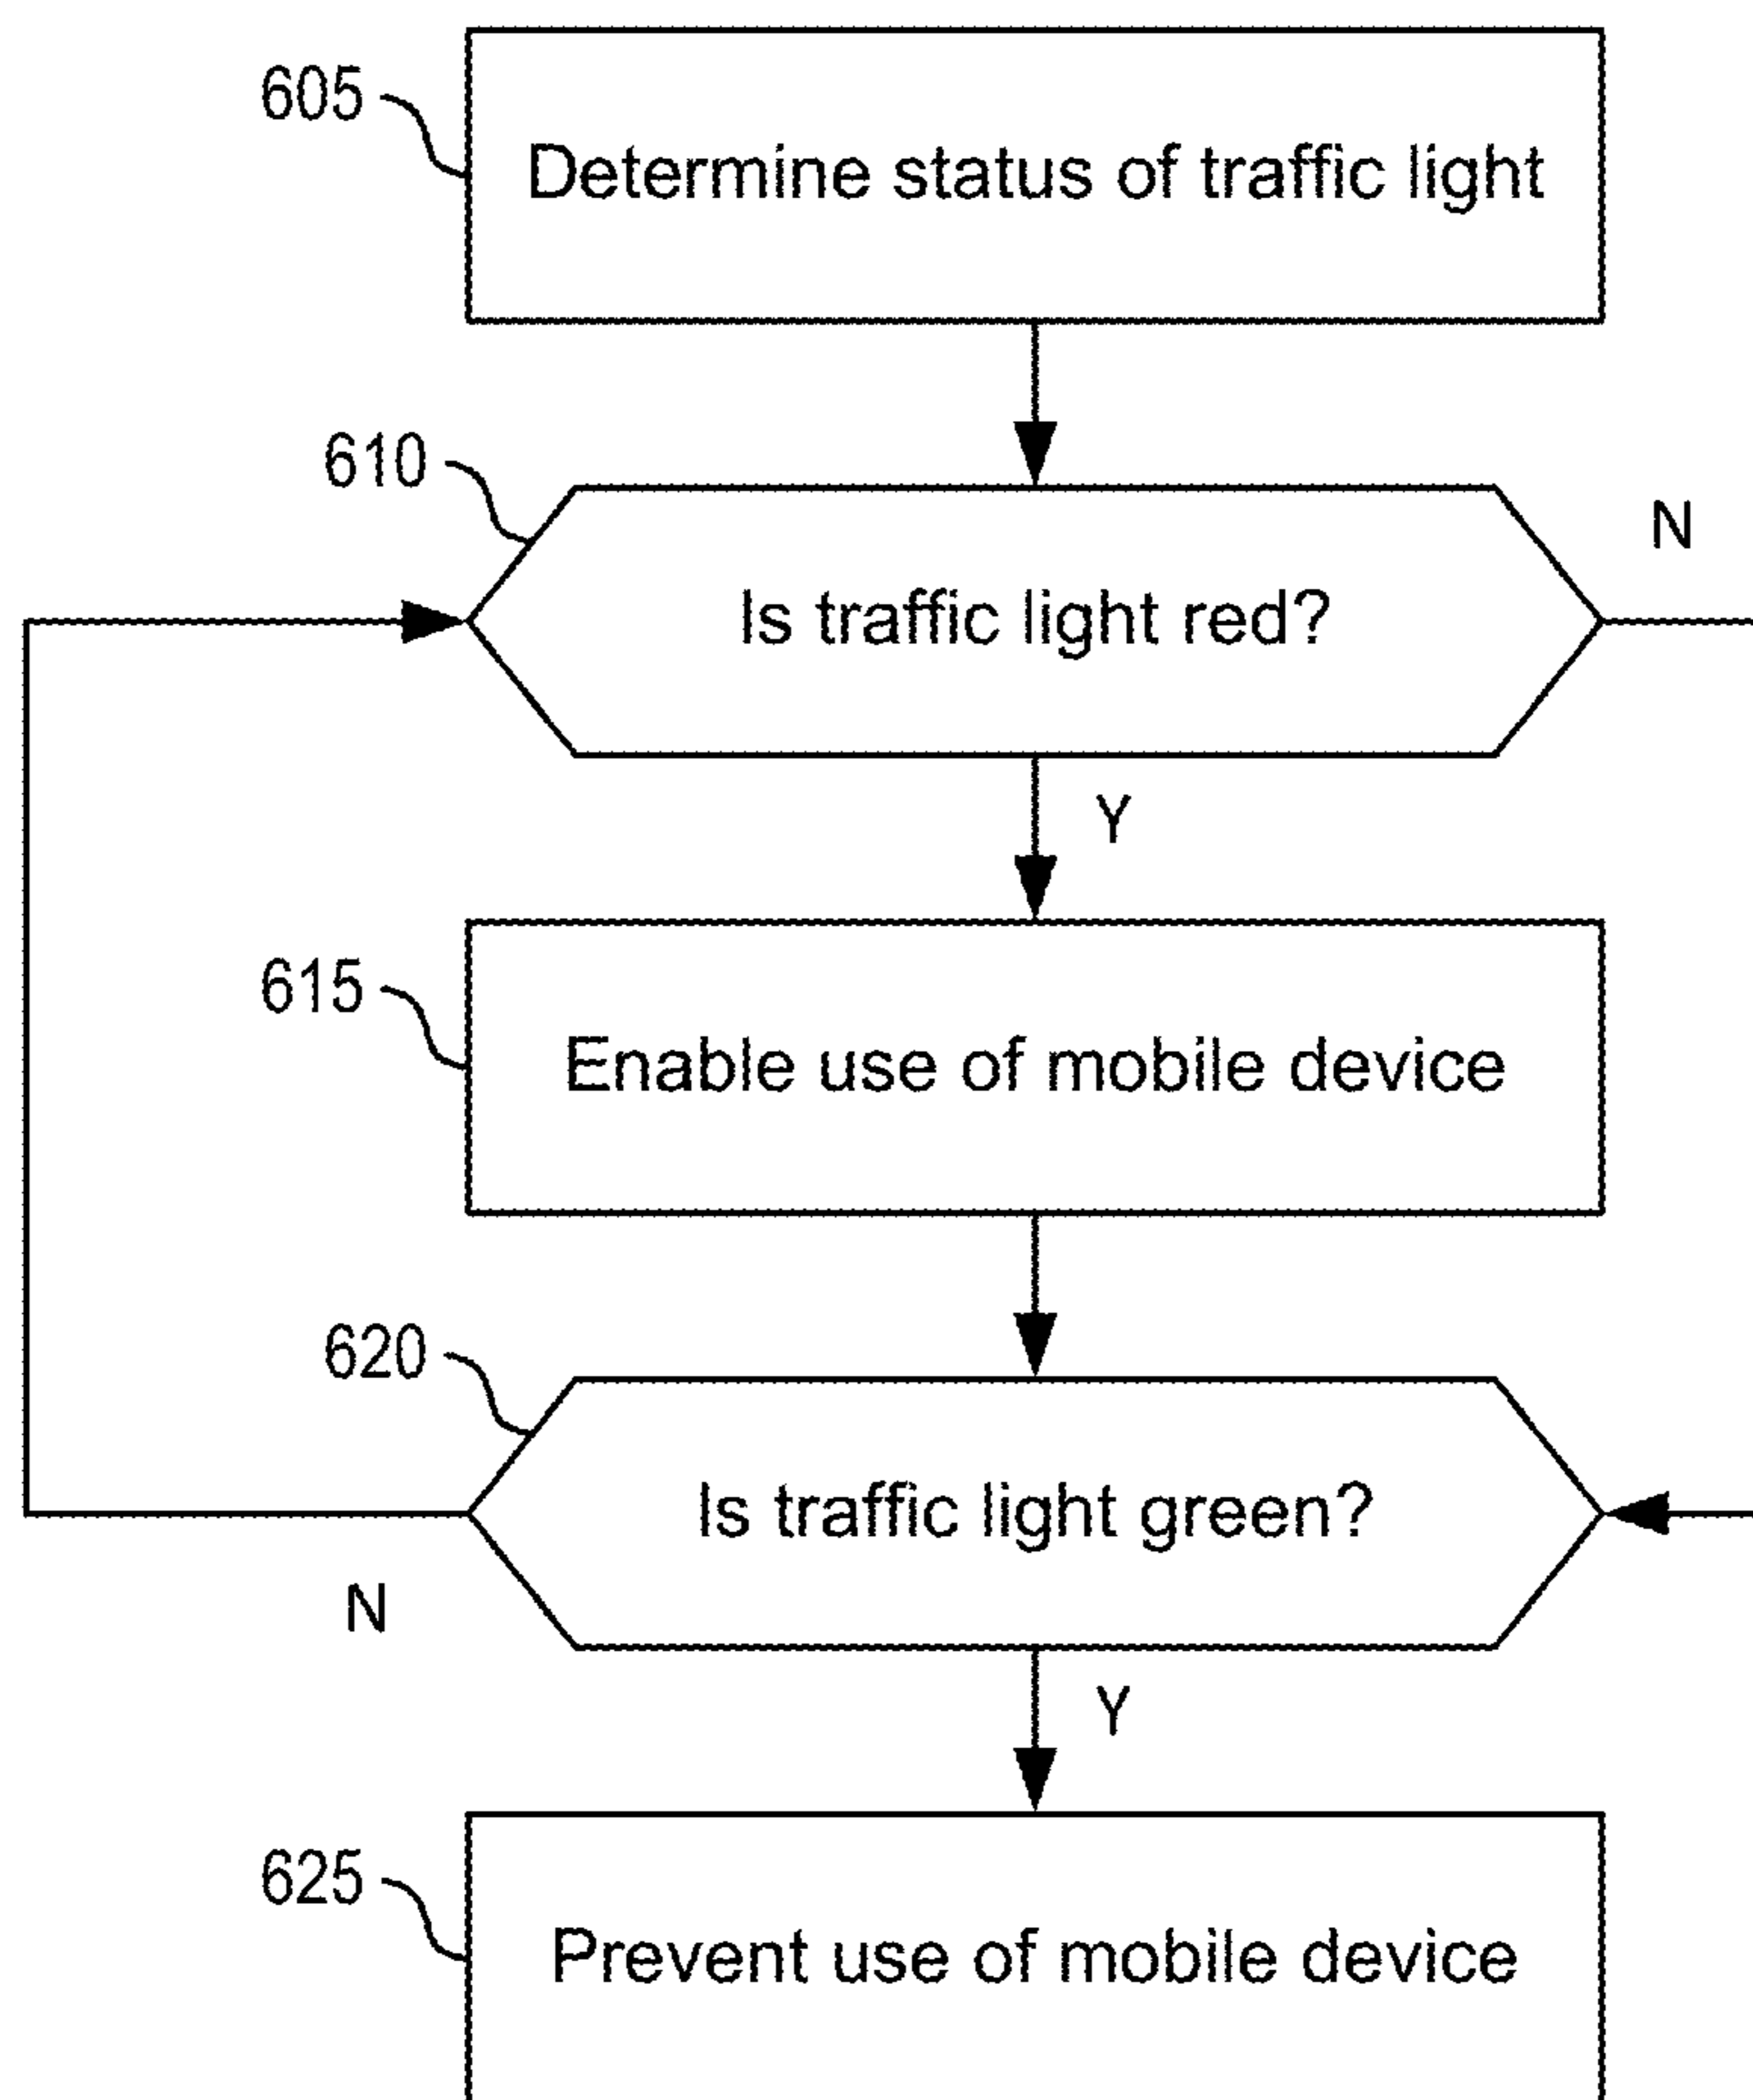 605
Determine status of traffic light
610
Is traffic light red?
N
Y
615
Enable use of mobile device
620
Is traffic light green?
N
Y
625
Prevent use of mobile device